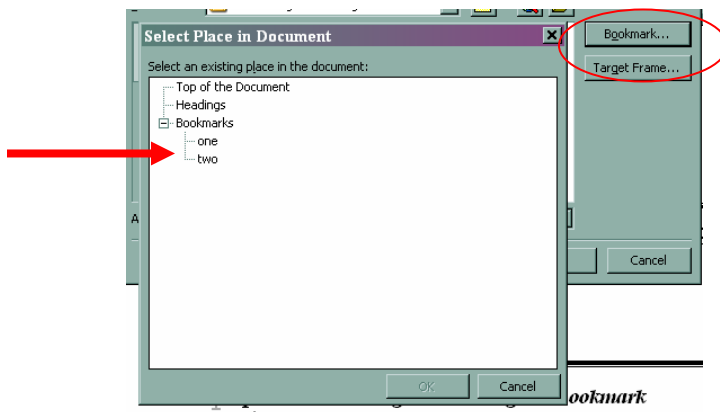 Select Place in Document
Bookmark...
Select an existing place in the document:
Target Frame...
Top of the Document
Headings
Bookmarks
one
two
A
Cancel
OK
Cancel
ookmark